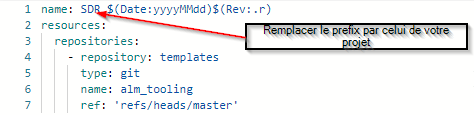 1 name: SDR_$(Date:yyyyMMdd)$(Rev:.r)
2 resources:
3 repositories:
4 - repository: templates
5 type: git
6 name: alm_tooling
7 ref: 'refs/heads/master'
Remplacer le prefix par celui de votre
projet